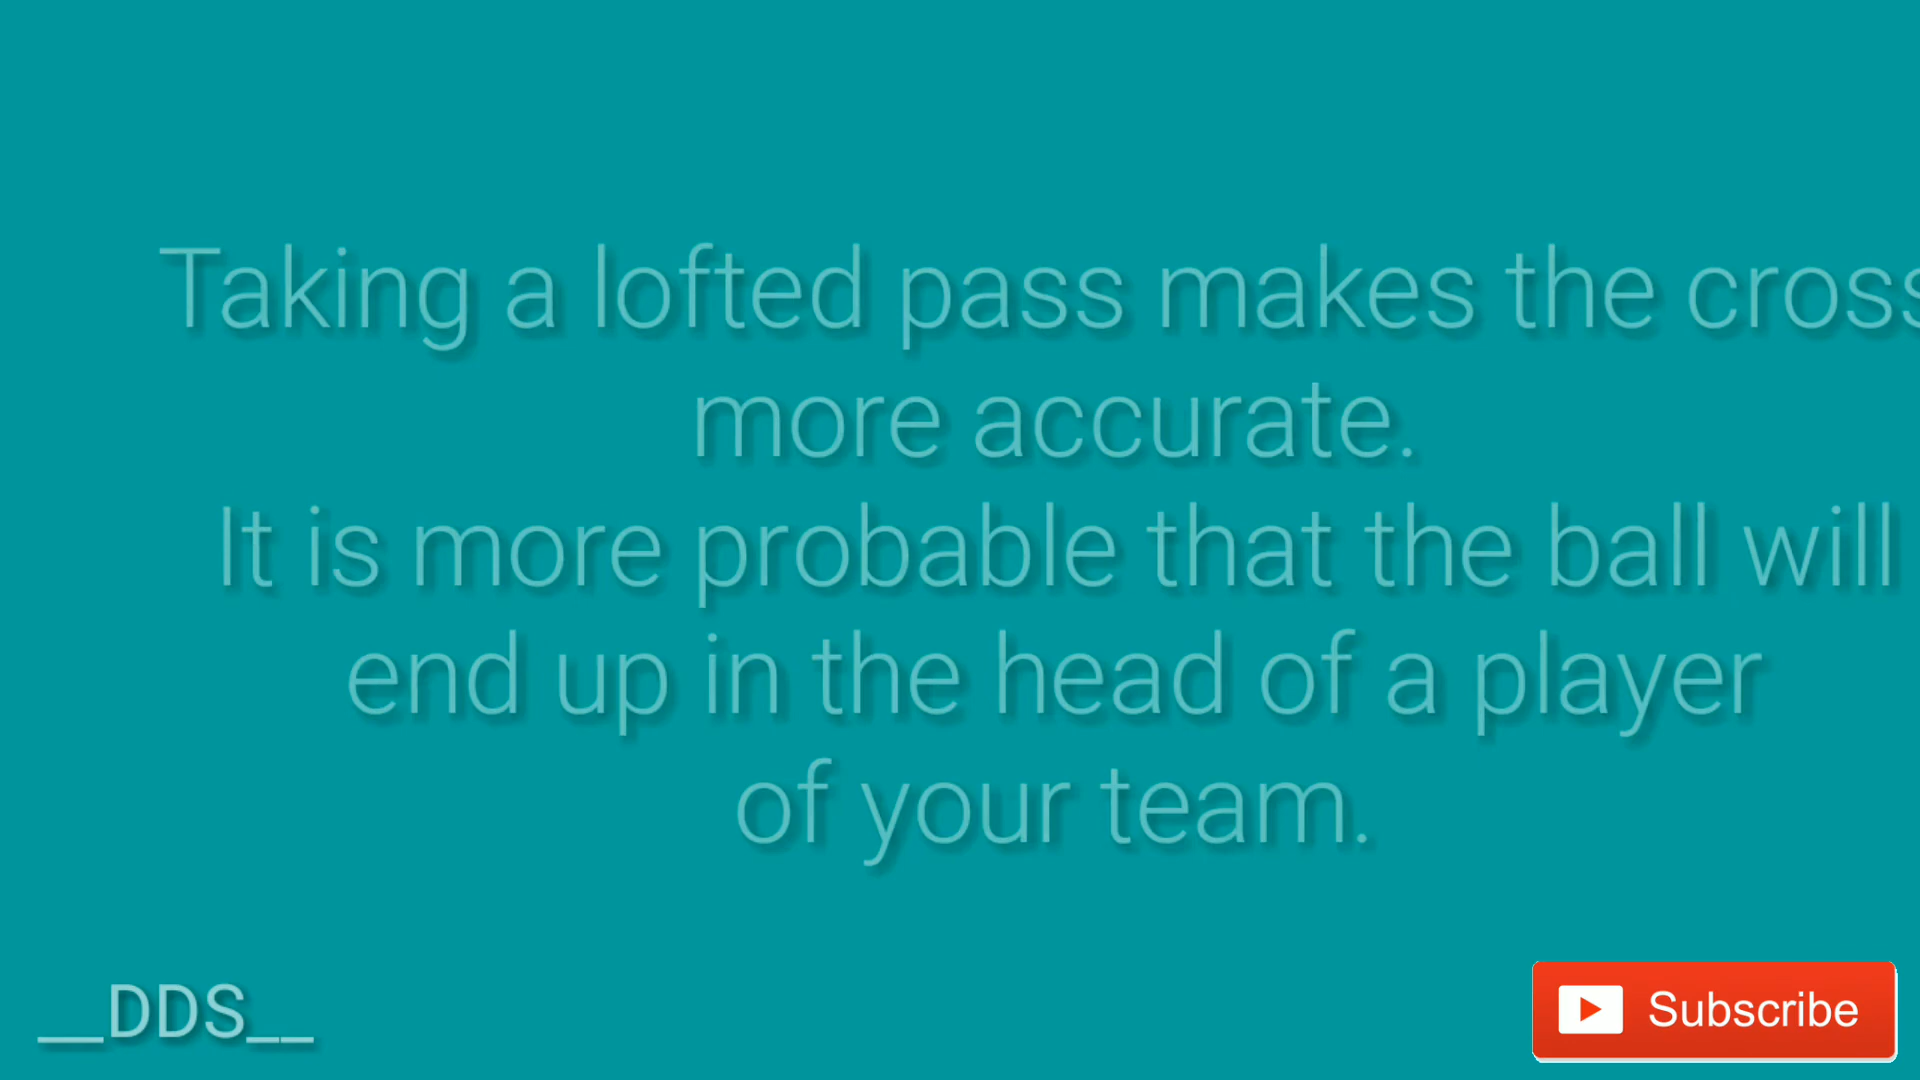 Taking a lofted pass makes the cross
more accurate.
It is more probable that the ball will
end up in the head of a player
of your team.
__DDS__
Subscribe